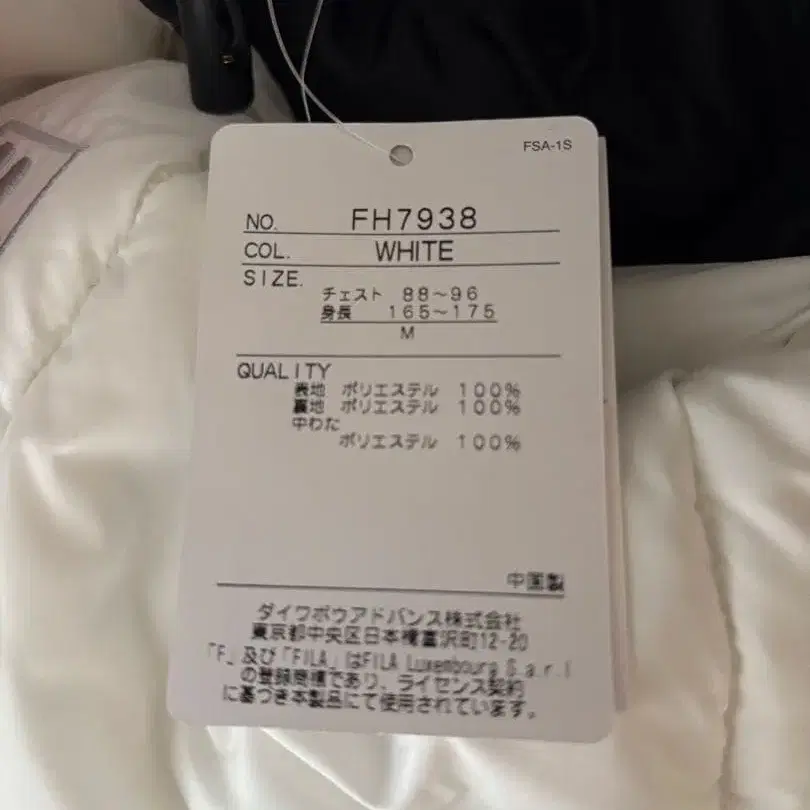 FSA-1S
NO. FH7938
COL. WHITE
SIZE.
チェスト 88~96
身長 165~175
M
QUALITY
表地 ポリエステル 100%
裏地 ポリエステル 100%
中わた
ポリエステル 100%
中国製
ダイワボウアドバンス株式会社
東京都中央区日本橋富沢町12-20
「F」及び「FILA」はFILA Luxembourg S.a.r.l
の登録商標であり、ライセンス契約
に基づき本製品にて使用されています。